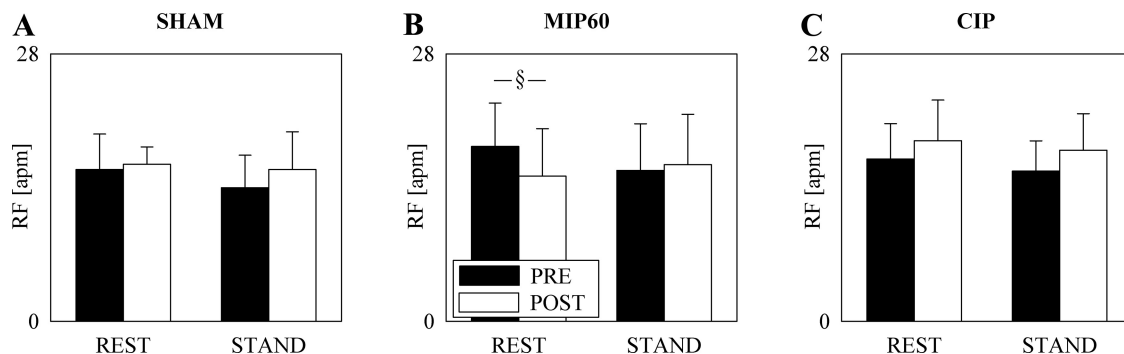 A SHAM
28
RF [apm]
0
REST STAND
B MIP60
28
§
RF [apm]
PRE
POST
0
REST STAND
C CIP
28
RF [apm]
0
REST STAND